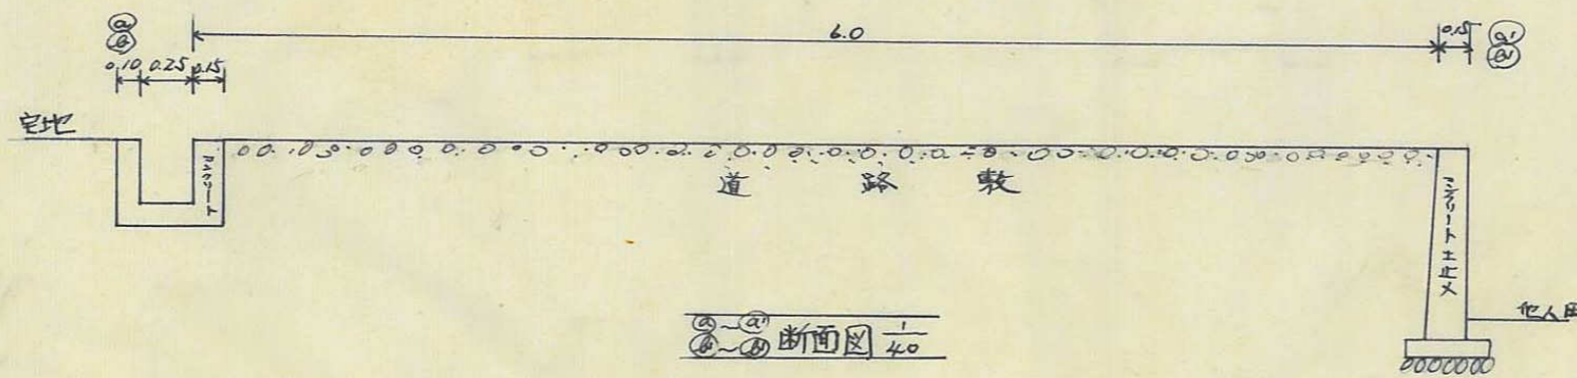 ⓐ 6.0 0.15 ⓐ'
ⓑ ⓑ'
0.10 0.25 0.15
宅地
コンクリート
道路敷
コンクリート土止メ
他人田
ⓐ~ⓐ' 断面図 1/40
ⓑ~ⓑ'